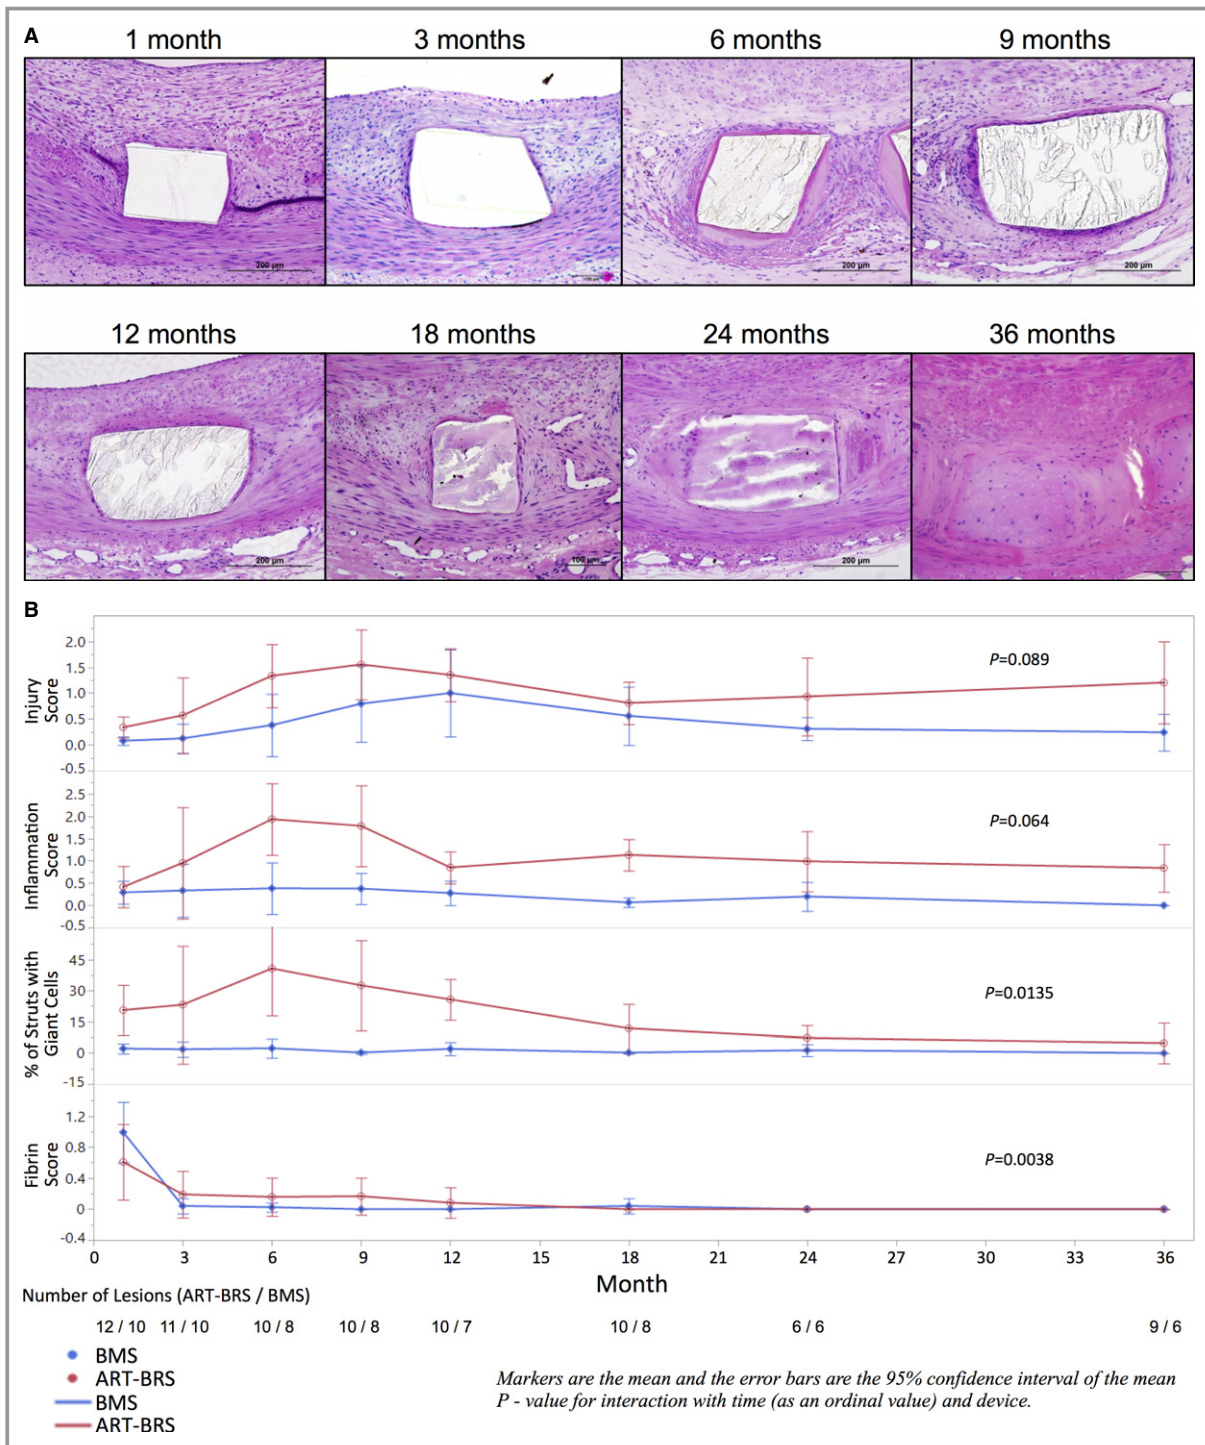 A
1 month
3 months
6 months
9 months
200 µm
200 µm
200 µm
12 months
18 months
24 months
36 months
200 µm
100 µm
200 µm
B
Injury
Score
2.0
1.5
1.0
0.5
0.0
-0.5
P=0.089
Inflammation
Score
2.5
2.0
1.5
1.0
0.5
0.0
-0.5
P=0.064
% of Struts with
Giant Cells
45
30
15
0
-15
P=0.0135
Fibrin
Score
1.2
0.8
0.4
0
-0.4
P=0.0038
0 3 6 9 12 15 18 21 24 27 30 33 36
Month
Number of Lesions (ART-BRS / BMS)
12 / 10 11 / 10 10 / 8 10 / 8 10 / 7 10 / 8 6 / 6 9 / 6
BMS
ART-BRS
BMS
ART-BRS
Markers are the mean and the error bars are the 95% confidence interval of the mean
P - value for interaction with time (as an ordinal value) and device.